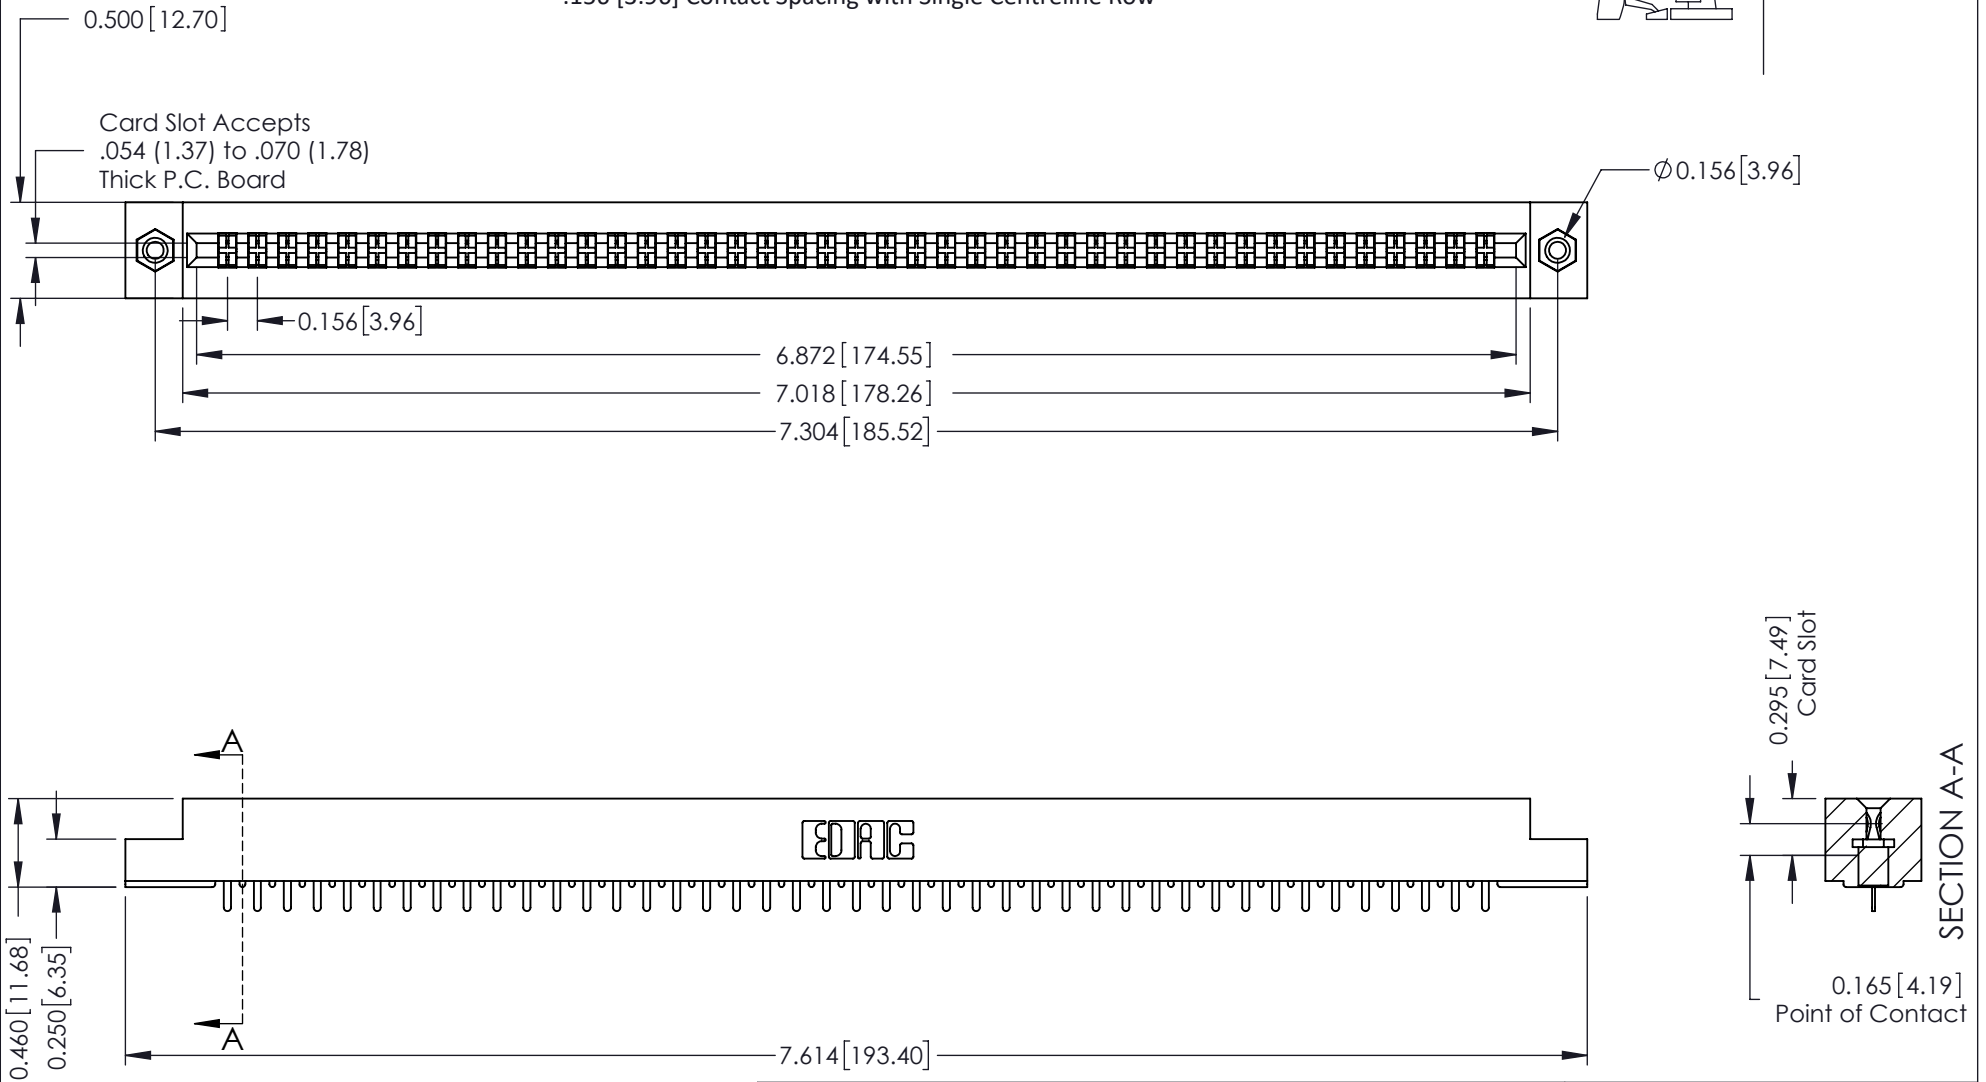 .156 [3.96] Contact Spacing with Single Centreline Row
0.500 [12.70]
Card Slot Accepts
.054 (1.37) to .070 (1.78)
Thick P.C. Board
Ø0.156[3.96]
0.156[3.96]
6.872[174.55]
7.018[178.26]
7.304[185.52]
0.295[7.49]
Card Slot
A
EDAC
SECTION A-A
0.460[11.68]
0.250[6.35]
A
0.165[4.19]
Point of Contact
7.614[193.40]